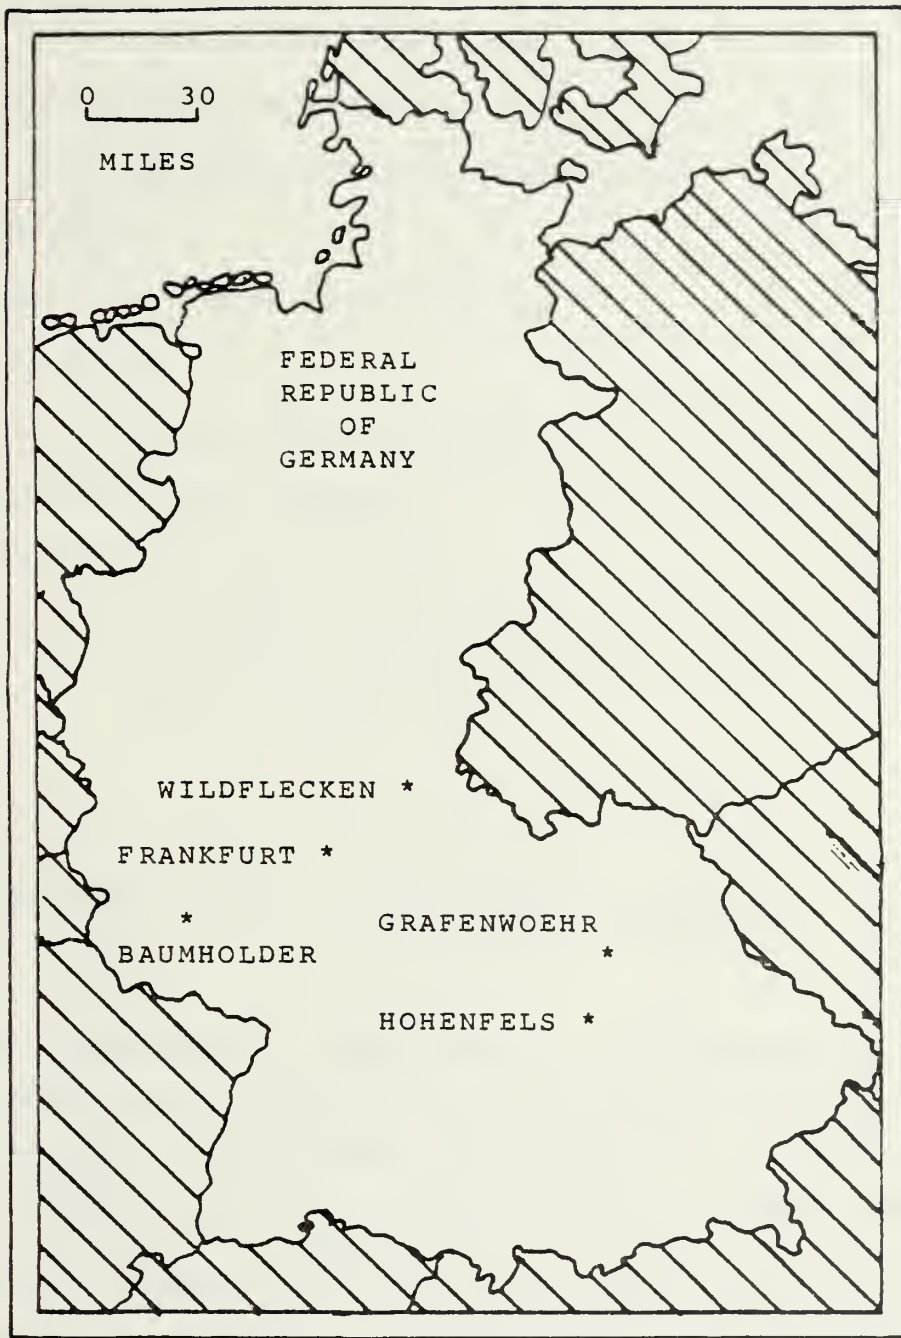 0 30
MILES
FEDERAL
REPUBLIC
OF
GERMANY
WILDFLECKEN *
FRANKFURT *
*
BAUMHOLDER
GRAFENWOEHR
*
HOHENFELS *